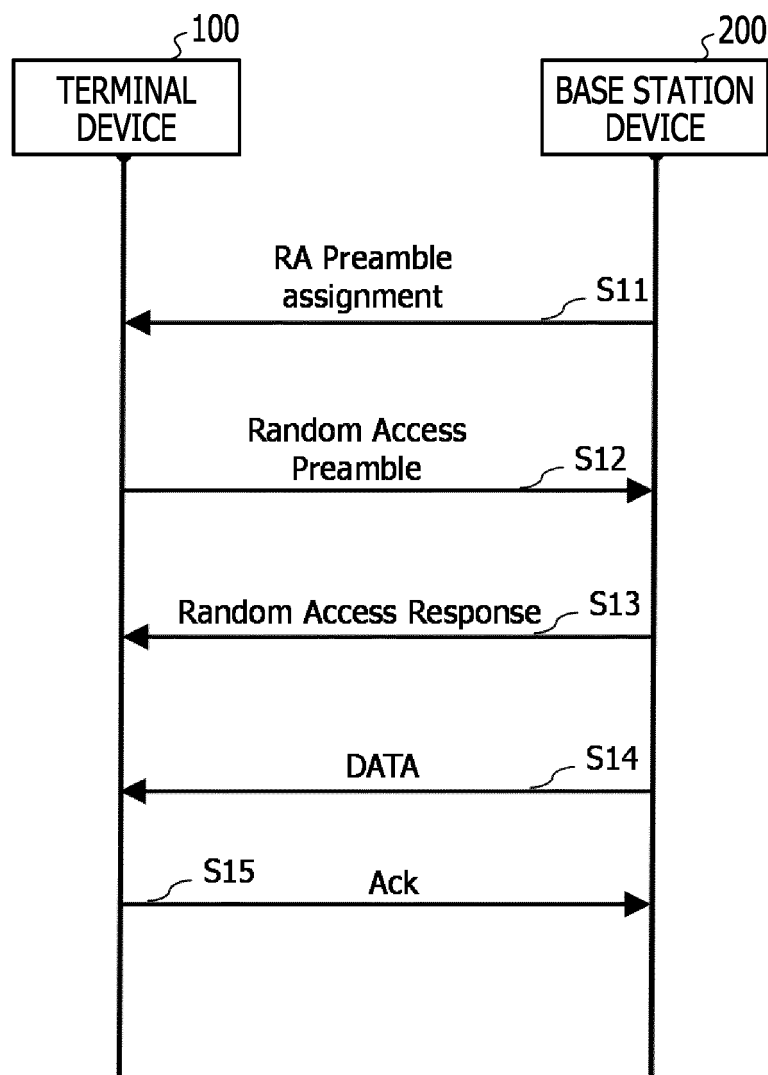 100
200
TERMINAL
DEVICE
BASE STATION
DEVICE
RA Preamble
assignment
S11
Random Access
Preamble
S12
Random Access Response
S13
DATA
S14
S15
Ack